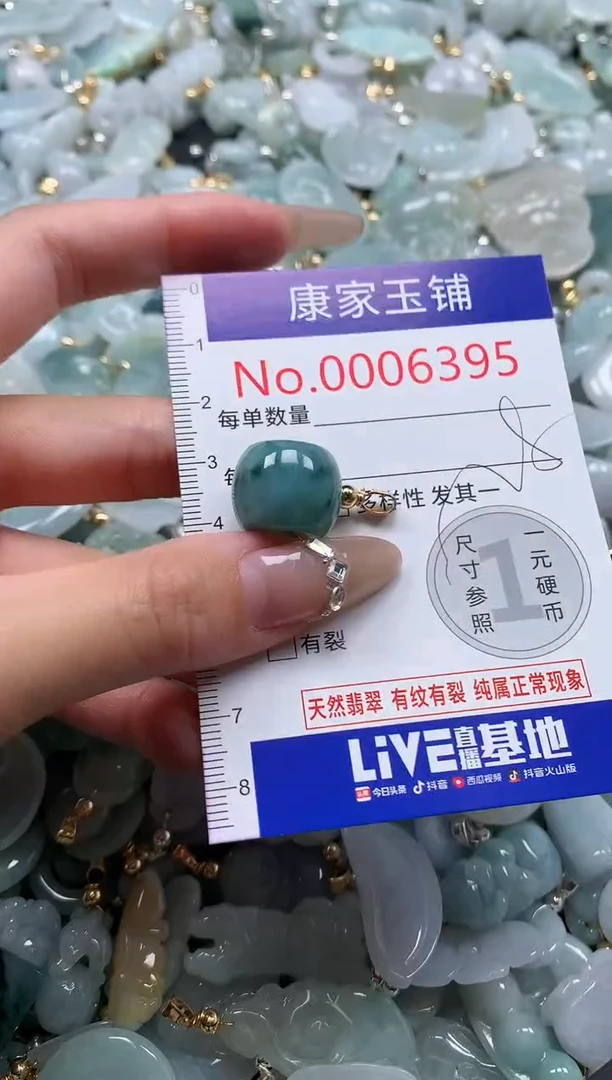 0
康家玉铺
1
No.0006395
2
每单数量
3
4
多样性 发其一
尺寸参照
1
一元硬币
有裂
天然翡翠 有纹有裂 纯属正常现象
7
LiVE直播基地
8
今日头条 抖音 西瓜视频 抖音火山版